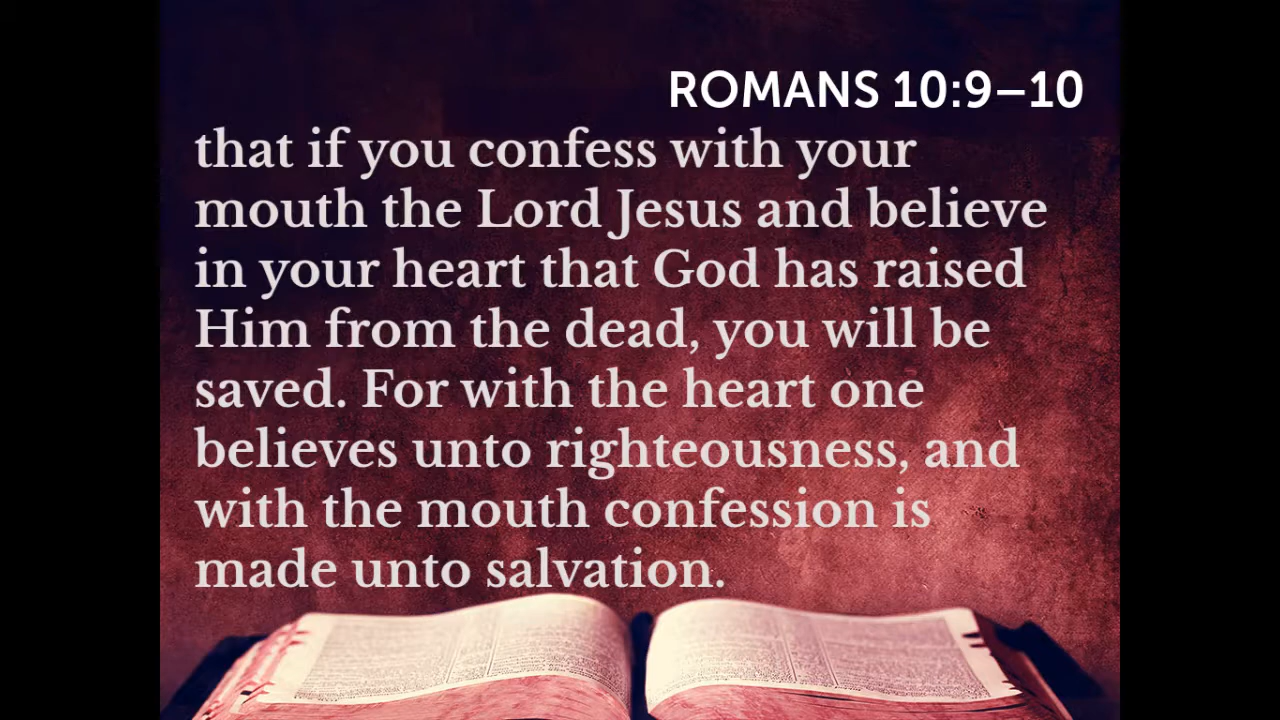 ROMANS 10:9–10
that if you confess with your
mouth the Lord Jesus and believe
in your heart that God has raised
Him from the dead, you will be
saved. For with the heart one
believes unto righteousness, and
with the mouth confession is
made unto salvation.